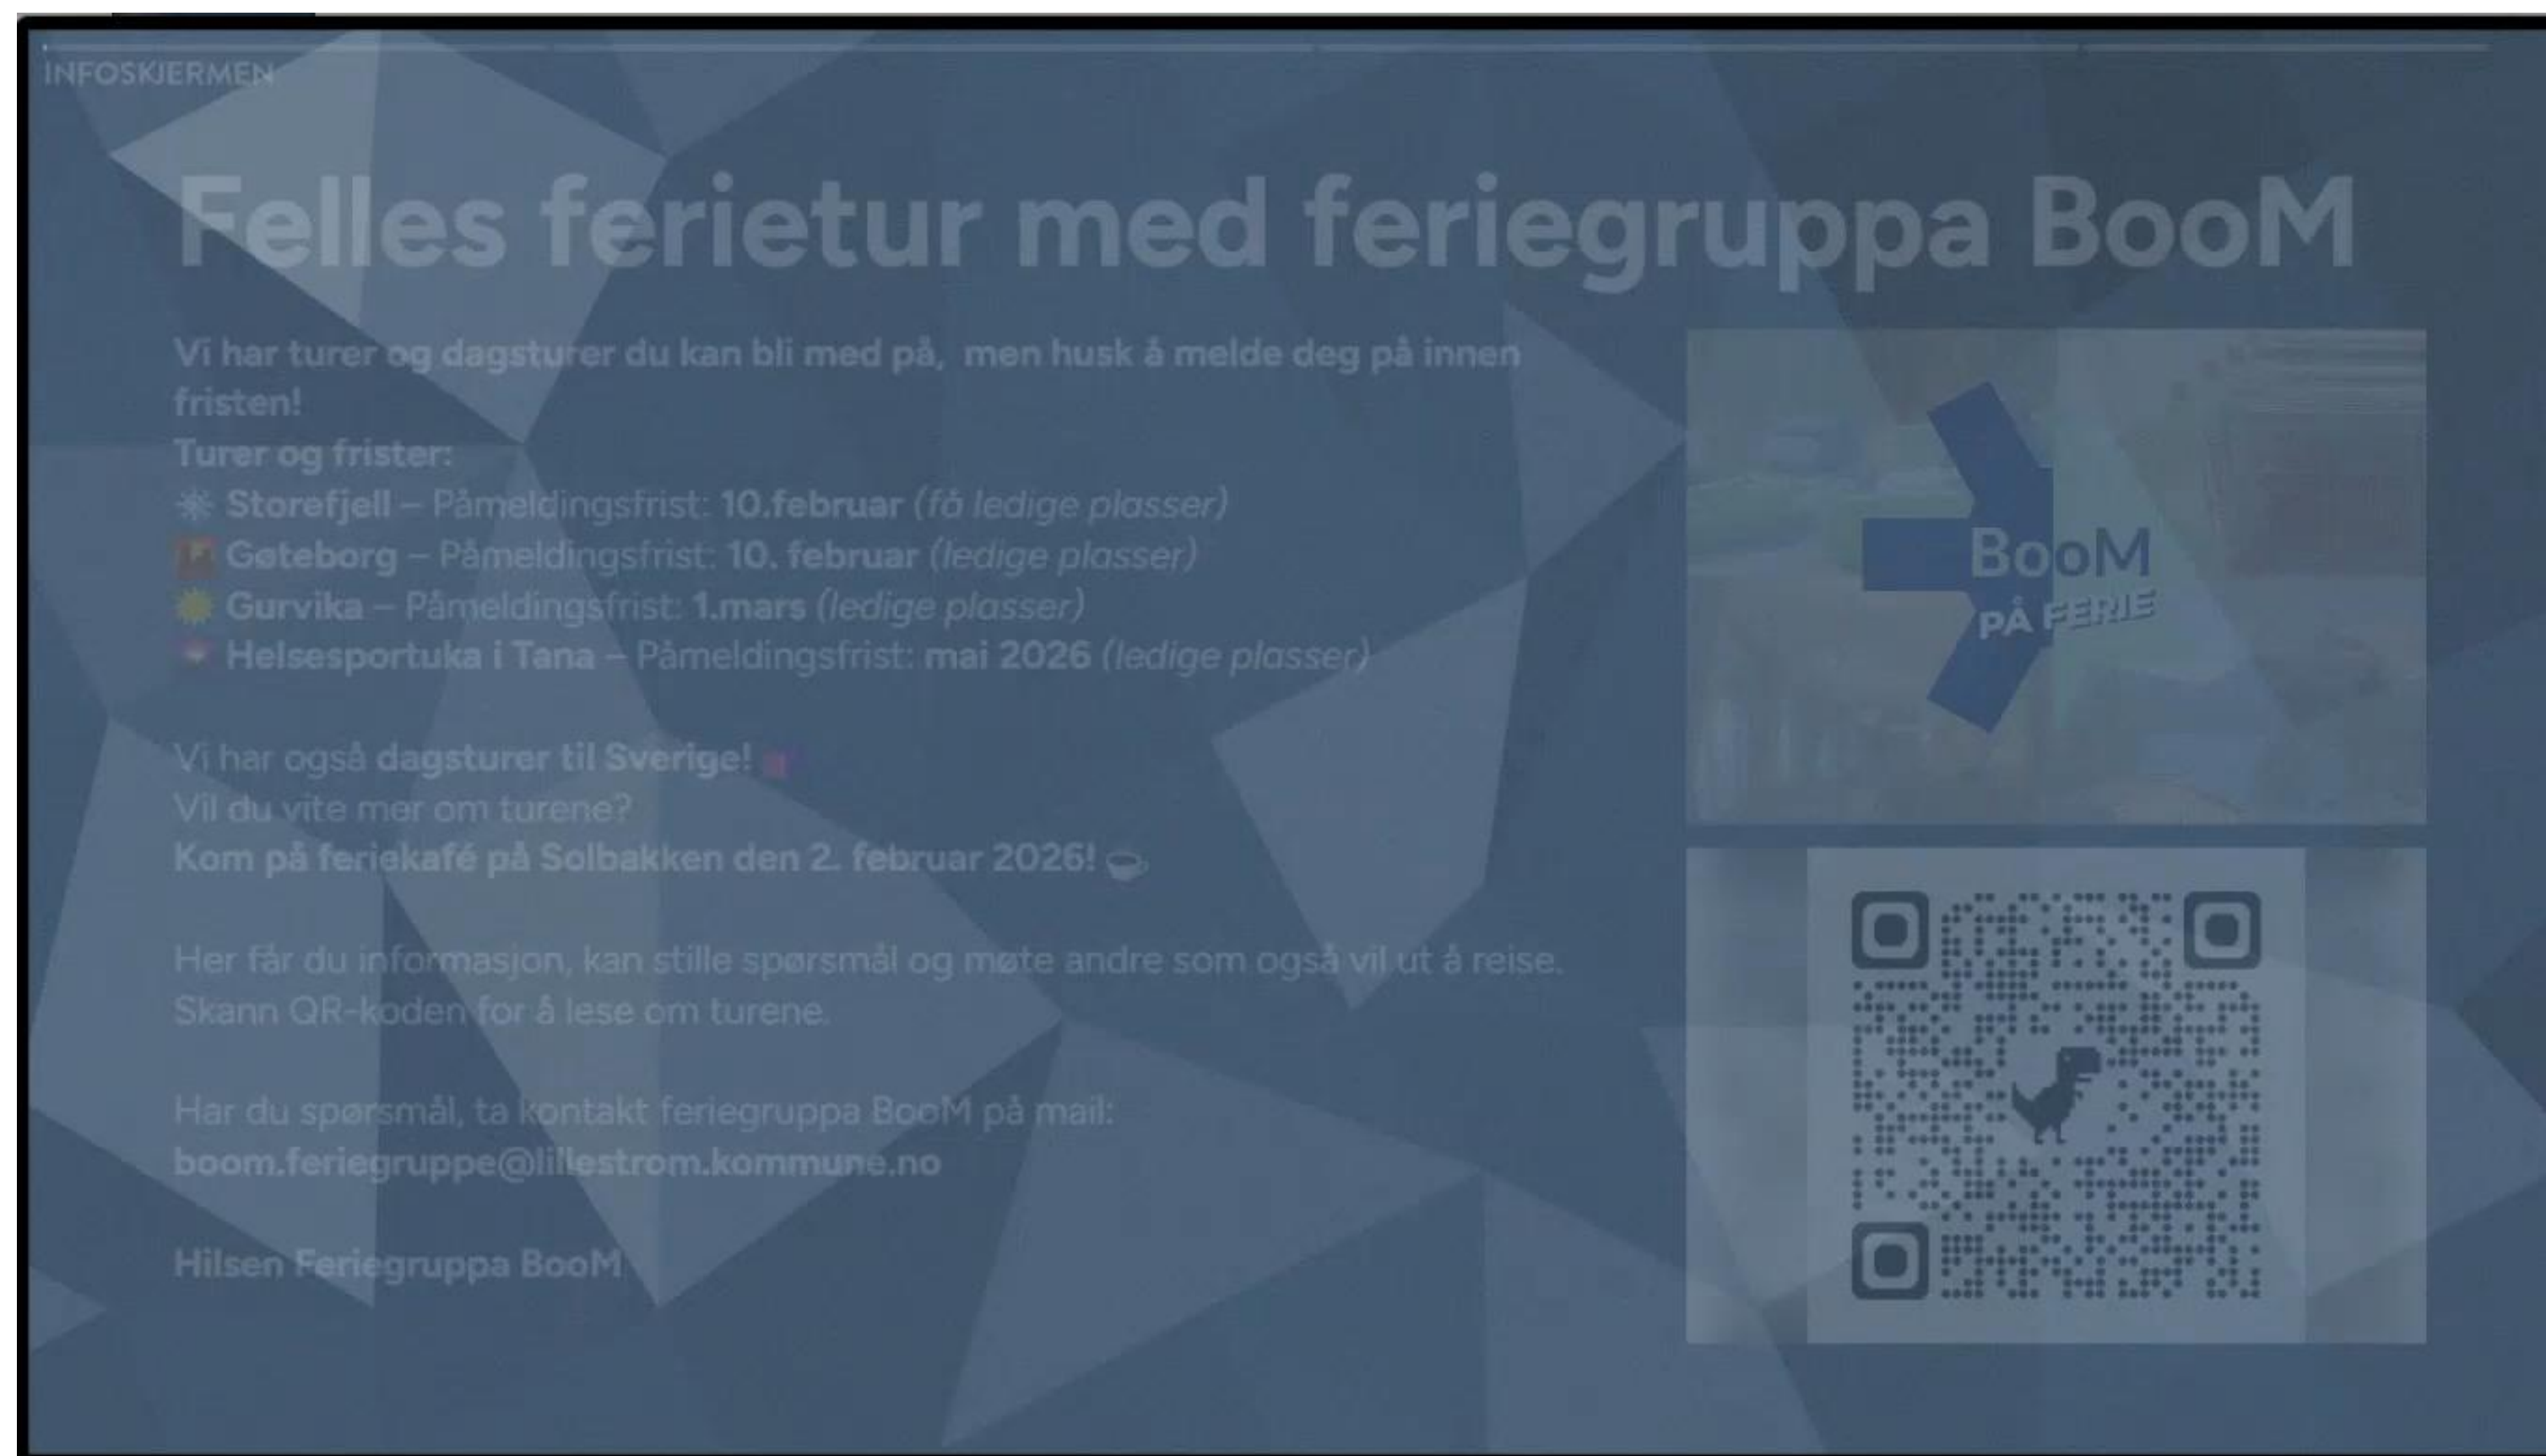 INFOSKJERMEN
Felles ferietur med feriegruppa BooM
Vi har turer og dagsturer du kan bli med på,  men husk å melde deg på innen
fristen!
Turer og frister:
Storefjell – Påmeldingsfrist: 10.februar (få ledige plasser)
Gøteborg – Påmeldingsfrist: 10. februar (ledige plasser)
Gurvika – Påmeldingsfrist: 1.mars (ledige plasser)
Helsesportuka i Tana – Påmeldingsfrist: mai 2026 (ledige plasser)
Vi har også dagsturer til Sverige!
Vil du vite mer om turene?
Kom på feriekafé på Solbakken den 2. februar 2026!
Her får du informasjon, kan stille spørsmål og møte andre som også vil ut å reise.
Skann QR-koden for å lese om turene.
Har du spørsmål, ta kontakt feriegruppa BooM på mail:
boom.feriegruppe@lillestrom.kommune.no
Hilsen Feriegruppa BooM
BooM
PÅ FERIE